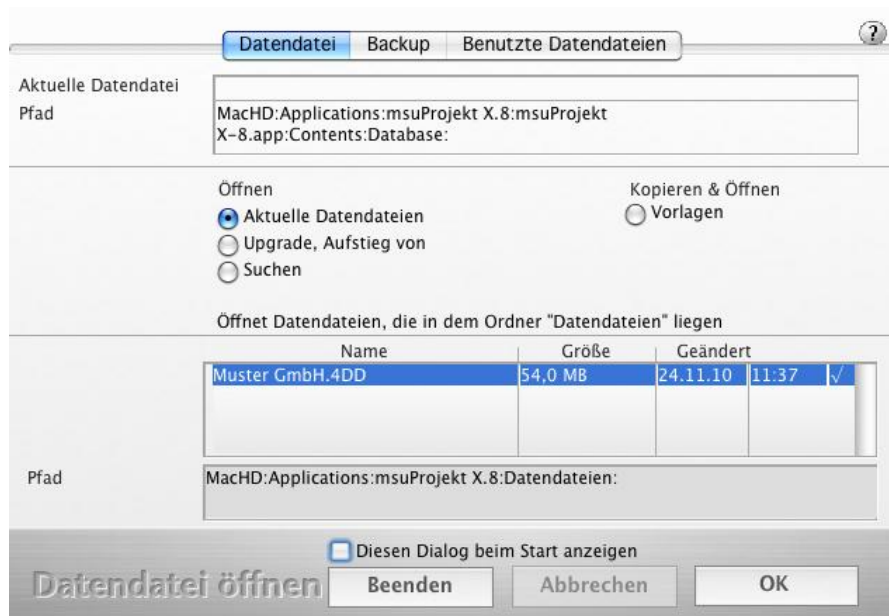 ?
Datendatei Backup Benutzte Datendateien
Aktuelle Datendatei
Pfad MacHD:Applications:msuProjekt X.8:msuProjekt
X-8.app:Contents:Database:
Öffnen Kopieren & Öffnen
Aktuelle Datendateien Vorlagen
Upgrade, Aufstieg von
Suchen
Öffnet Datendateien, die in dem Ordner "Datendateien" liegen
Name Größe Geändert
Muster GmbH.4DD 54,0 MB 24.11.10 11:37 √
Pfad MacHD:Applications:msuProjekt X.8:Datendateien:
Diesen Dialog beim Start anzeigen
Datendatei öffnen Beenden Abbrechen OK